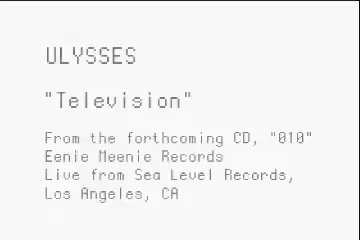 ULYSSES
"Television"
From the forthcoming CD, "010"
Eenie Meenie Records
Live from Sea Level Records,
Los Angeles, CA